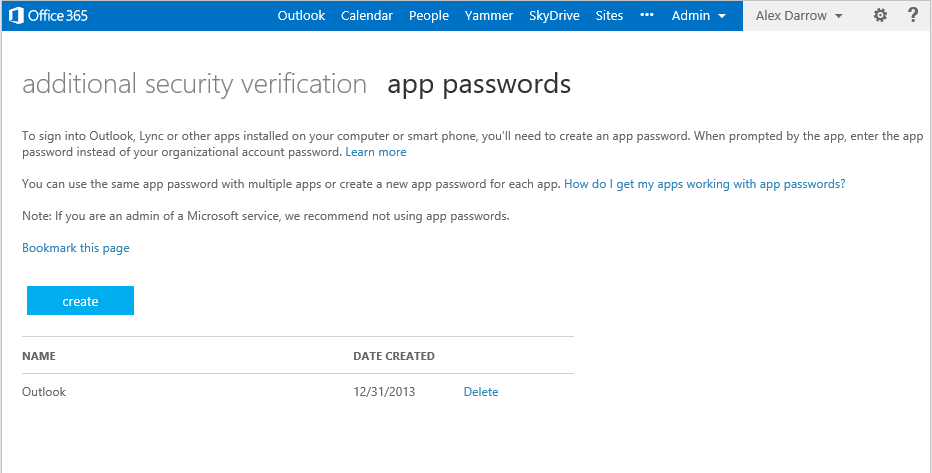 Office 365 Outlook Calendar People Yammer SkyDrive Sites ••• Admin Alex Darrow ?
additional security verification app passwords
To sign into Outlook, Lync or other apps installed on your computer or smart phone, you'll need to create an app password. When prompted by the app, enter the app
password instead of your organizational account password. Learn more
You can use the same app password with multiple apps or create a new app password for each app. How do I get my apps working with app passwords?
Note: If you are an admin of a Microsoft service, we recommend not using app passwords.
Bookmark this page
create
NAME DATE CREATED
Outlook 12/31/2013 Delete